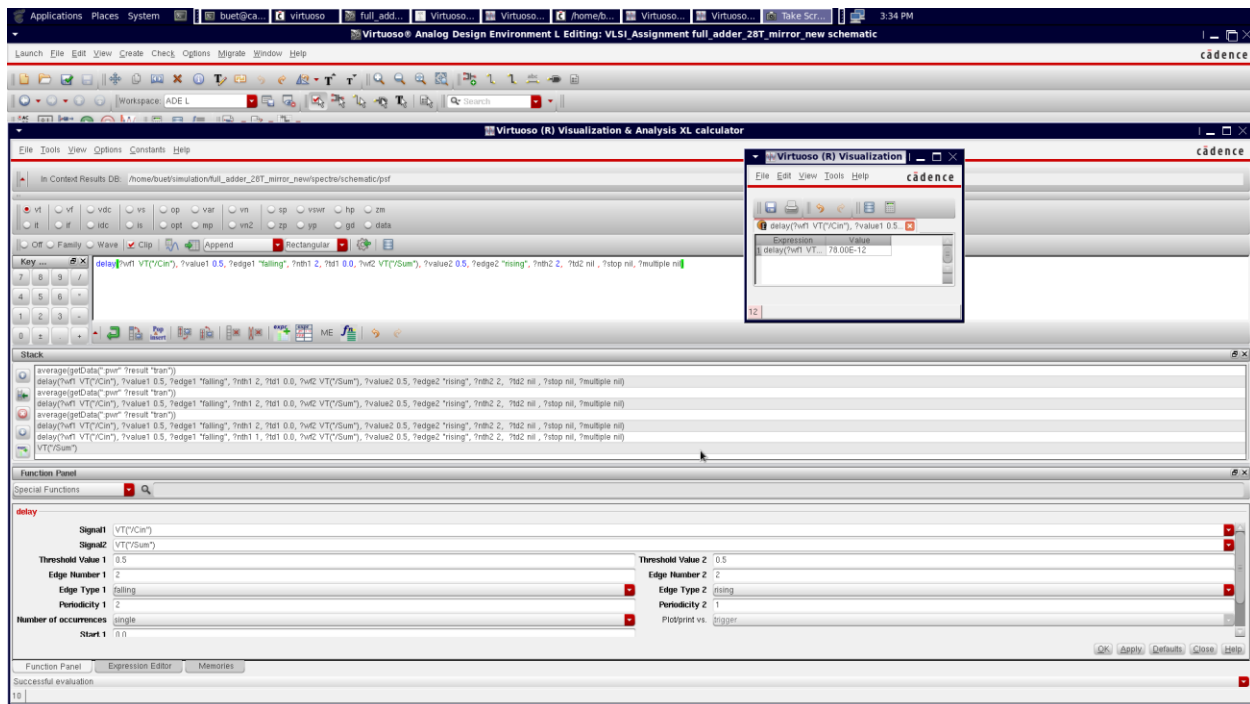 Applications Places System buet@ca... virtuoso full_add... Virtuoso... Virtuoso... /home/b... Virtuoso... Virtuoso... Take Scr... 3:34 PM
Virtuoso® Analog Design Environment L Editing: VLSI_Assignment full_adder_28T_mirror_new schematic
Launch File Edit View Create Check Options Migrate Window Help cādence
Workspace: ADE L Search
Virtuoso (R) Visualization & Analysis XL calculator
File Tools View Options Constants Help cādence
In Context Results DB: /home/buet/simulation/full_adder_28T_mirror_new/spectre/schematic/psf
vt vf vdc vs op var vn sp vswr hp zm
it if idc is opt mp vn2 zp yp gd data
Off Family Wave Clip Append Rectangular
Key ...
delay(?wf1 VT("/Cin"), ?value1 0.5, ?edge1 "falling", ?nth1 2, ?td1 0.0, ?wf2 VT("/Sum"), ?value2 0.5, ?edge2 "rising", ?nth2 2, ?td2 nil , ?stop nil, ?multiple nil)
7 8 9 /
4 5 6 *
1 2 3 -
0 ± . +
Pop Insert
expr
ME
Virtuoso (R) Visualization
File Edit View Tools Help cādence
delay(?wf1 VT("/Cin"), ?value1 0.5...
Expression Value
1 delay(?wf1 VT... 78.00E-12
12
Stack
average(getData(":pwr" ?result "tran"))
delay(?wf1 VT("/Cin"), ?value1 0.5, ?edge1 "falling", ?nth1 2, ?td1 0.0, ?wf2 VT("/Sum"), ?value2 0.5, ?edge2 "rising", ?nth2 2, ?td2 nil , ?stop nil, ?multiple nil)
average(getData(":pwr" ?result "tran"))
delay(?wf1 VT("/Cin"), ?value1 0.5, ?edge1 "falling", ?nth1 2, ?td1 0.0, ?wf2 VT("/Sum"), ?value2 0.5, ?edge2 "rising", ?nth2 2, ?td2 nil , ?stop nil, ?multiple nil)
average(getData(":pwr" ?result "tran"))
delay(?wf1 VT("/Cin"), ?value1 0.5, ?edge1 "falling", ?nth1 2, ?td1 0.0, ?wf2 VT("/Sum"), ?value2 0.5, ?edge2 "rising", ?nth2 2, ?td2 nil , ?stop nil, ?multiple nil)
delay(?wf1 VT("/Cin"), ?value1 0.5, ?edge1 "falling", ?nth1 1, ?td1 0.0, ?wf2 VT("/Sum"), ?value2 0.5, ?edge2 "rising", ?nth2 2, ?td2 nil , ?stop nil, ?multiple nil)
VT("/Sum")
Function Panel
Special Functions
delay
Signal1 VT("/Cin")
Signal2 VT("/Sum")
Threshold Value 1 0.5 Threshold Value 2 0.5
Edge Number 1 2 Edge Number 2 2
Edge Type 1 falling Edge Type 2 rising
Periodicity 1 2 Periodicity 2 1
Number of occurrences single Plot/print vs. trigger
Start 1 0.0
OK Apply Defaults Close Help
Function Panel Expression Editor Memories
Successful evaluation
10